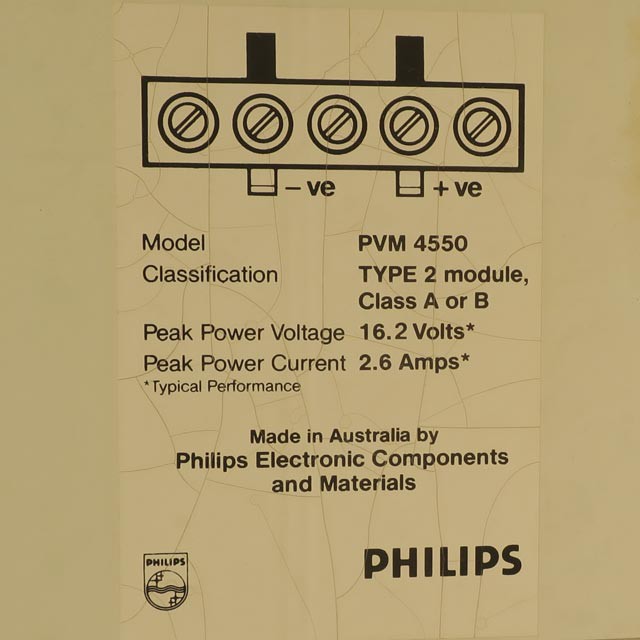 – ve + ve
Model PVM 4550
Classification TYPE 2 module,
Class A or B
Peak Power Voltage 16.2 Volts*
Peak Power Current 2.6 Amps*
*Typical Performance
Made in Australia by
Philips Electronic Components
and Materials
PHILIPS
PHILIPS